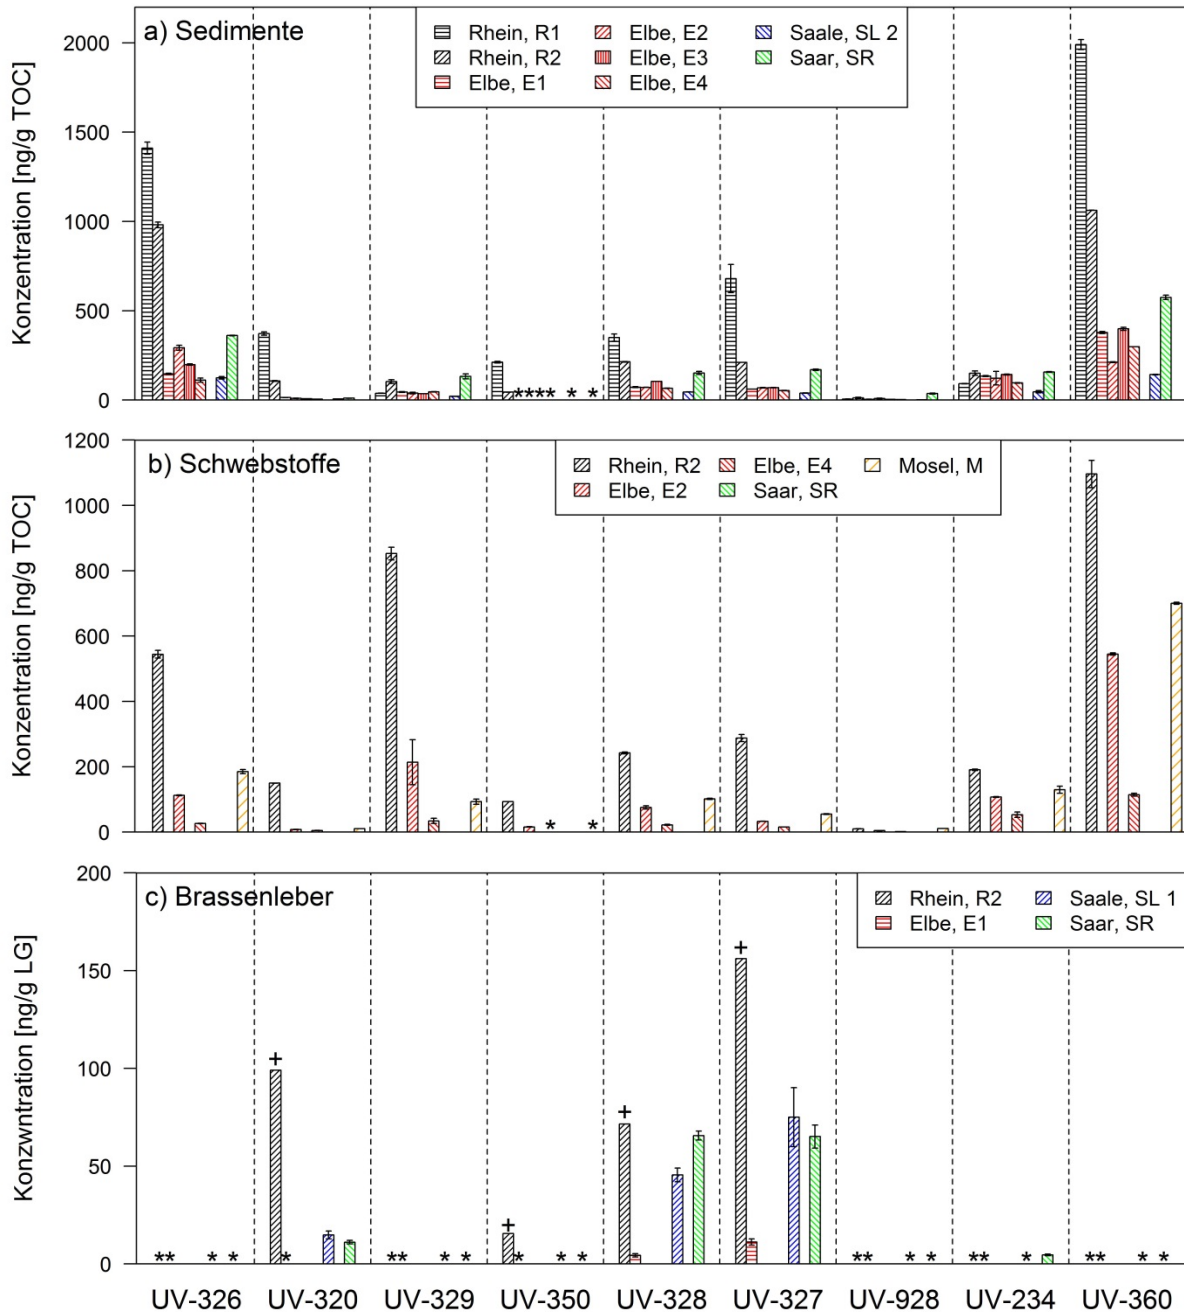 a) Sedimente
Rhein, R1
Rhein, R2
Elbe, E1
Elbe, E2
Elbe, E3
Elbe, E4
Saale, SL 2
Saar, SR
Konzentration [ng/g TOC]
2000
1500
1000
500
0
*****
*
*
b) Schwebstoffe
Rhein, R2
Elbe, E2
Elbe, E4
Saar, SR
Mosel, M
Konzentration [ng/g TOC]
1200
1000
800
600
400
200
0
*
*
c) Brassenleber
Rhein, R2
Elbe, E1
Saale, SL 1
Saar, SR
Konzwntration [ng/g LG]
200
150
100
50
0
+
+
+
+
** * * * ** * * * * * ** * * ** * ** * *
UV-326 UV-320 UV-329 UV-350 UV-328 UV-327 UV-928 UV-234 UV-360